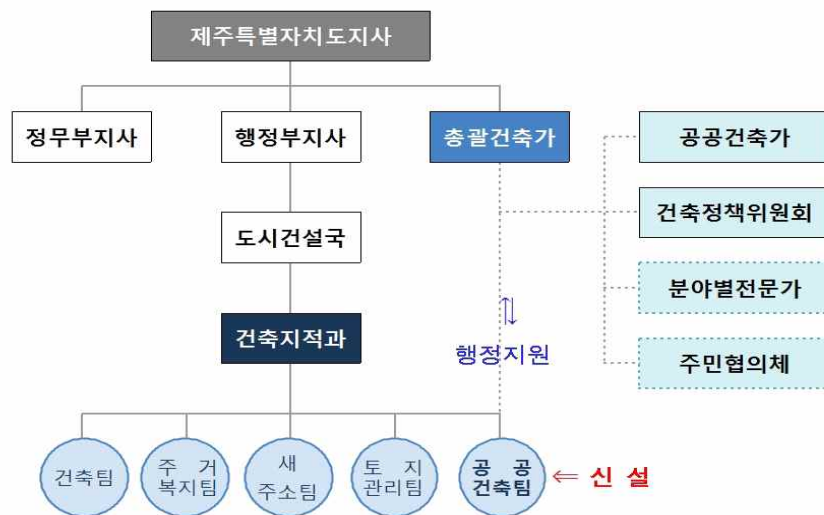 제주특별자치도지사
정무부지사
행정부지사
총괄건축가
공공건축가
건축정책위원회
도시건설국
분야별전문가
건축지적과
⇅
행정지원
주민협의체
건축팀
주 거
복지팀
새
주소팀
토 지
관리팀
공 공
건축팀
⇐ 신 설